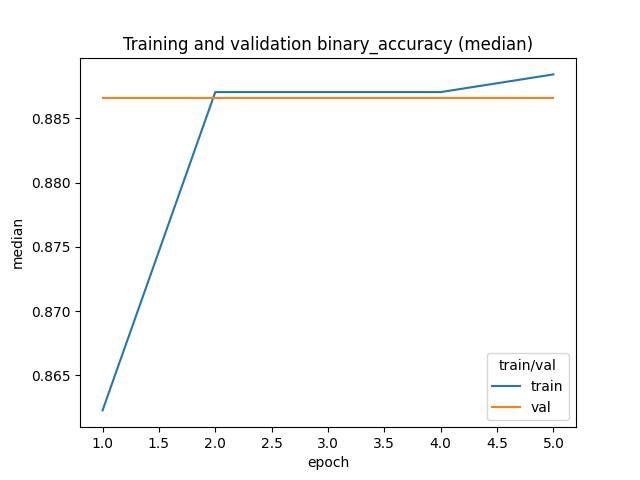 Training and validation binary_accuracy (median)
median
0.885
0.880
0.875
0.870
0.865
train/val
train
val
1.0 1.5 2.0 2.5 3.0 3.5 4.0 4.5 5.0
epoch